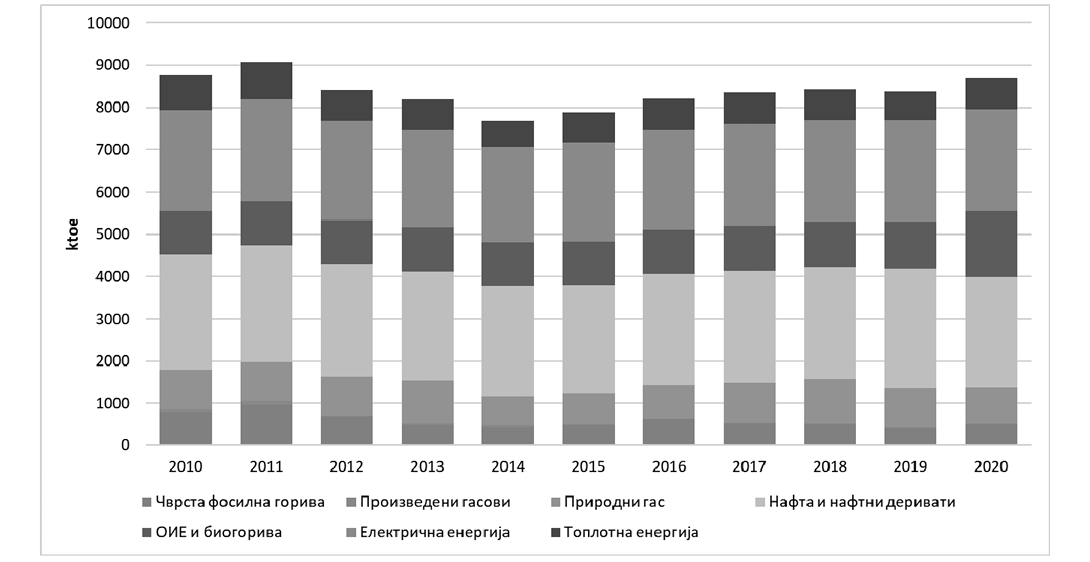 10000
9000
8000
7000
6000
5000
4000
3000
2000
1000
0
ktoe
2010 2011 2012 2013 2014 2015 2016 2017 2018 2019 2020
Чврста фосилна горива Произведени гасови Природни гас Нафта и нафтни деривати
ОИЕ и биогорива Електрична енергија Топлотна енергија